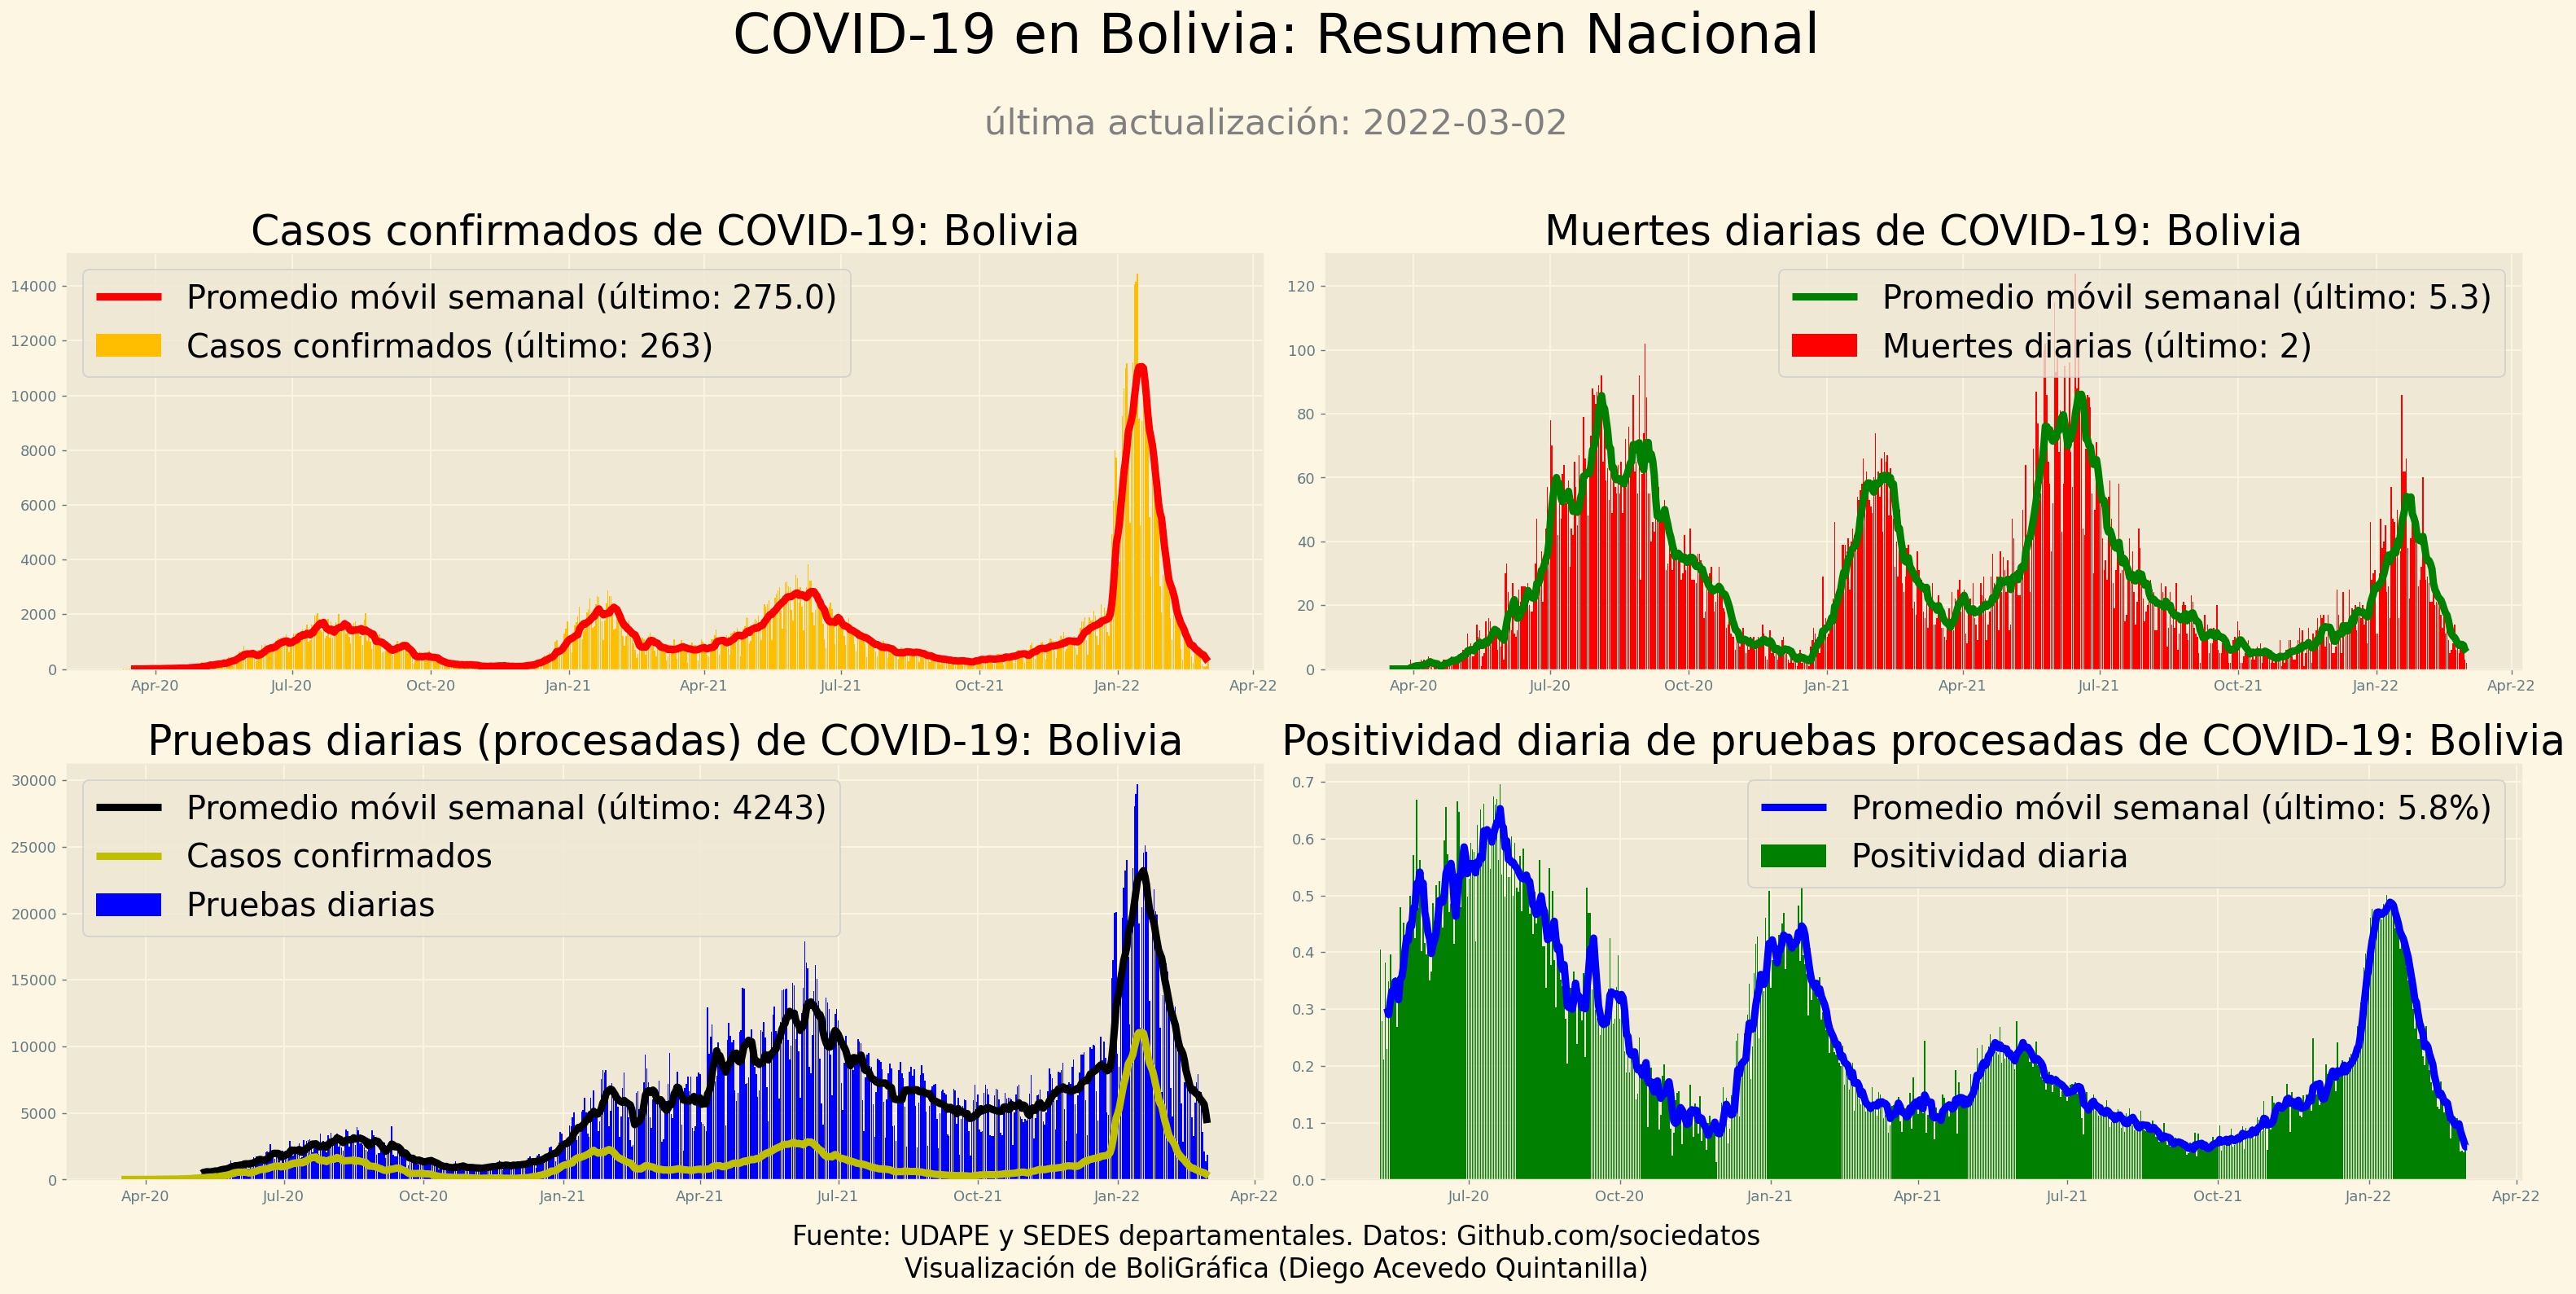 COVID-19 en Bolivia: Resumen Nacional
última actualización: 2022-03-02
Casos confirmados de COVID-19: Bolivia
Promedio móvil semanal (último: 275.0)
Casos confirmados (último: 263)
14000
12000
10000
8000
6000
4000
2000
0
Apr-20 Jul-20 Oct-20 Jan-21 Apr-21 Jul-21 Oct-21 Jan-22 Apr-22
Muertes diarias de COVID-19: Bolivia
Promedio móvil semanal (último: 5.3)
Muertes diarias (último: 2)
120
100
80
60
40
20
0
Apr-20 Jul-20 Oct-20 Jan-21 Apr-21 Jul-21 Oct-21 Jan-22 Apr-22
Pruebas diarias (procesadas) de COVID-19: Bolivia
Promedio móvil semanal (último: 4243)
Casos confirmados
Pruebas diarias
30000
25000
20000
15000
10000
5000
0
Apr-20 Jul-20 Oct-20 Jan-21 Apr-21 Jul-21 Oct-21 Jan-22 Apr-22
Positividad diaria de pruebas procesadas de COVID-19: Bolivia
Promedio móvil semanal (último: 5.8%)
Positividad diaria
0.7
0.6
0.5
0.4
0.3
0.2
0.1
0.0
Jul-20 Oct-20 Jan-21 Apr-21 Jul-21 Oct-21 Jan-22 Apr-22
Fuente: UDAPE y SEDES departamentales. Datos: Github.com/sociedatos
Visualización de BoliGráfica (Diego Acevedo Quintanilla)